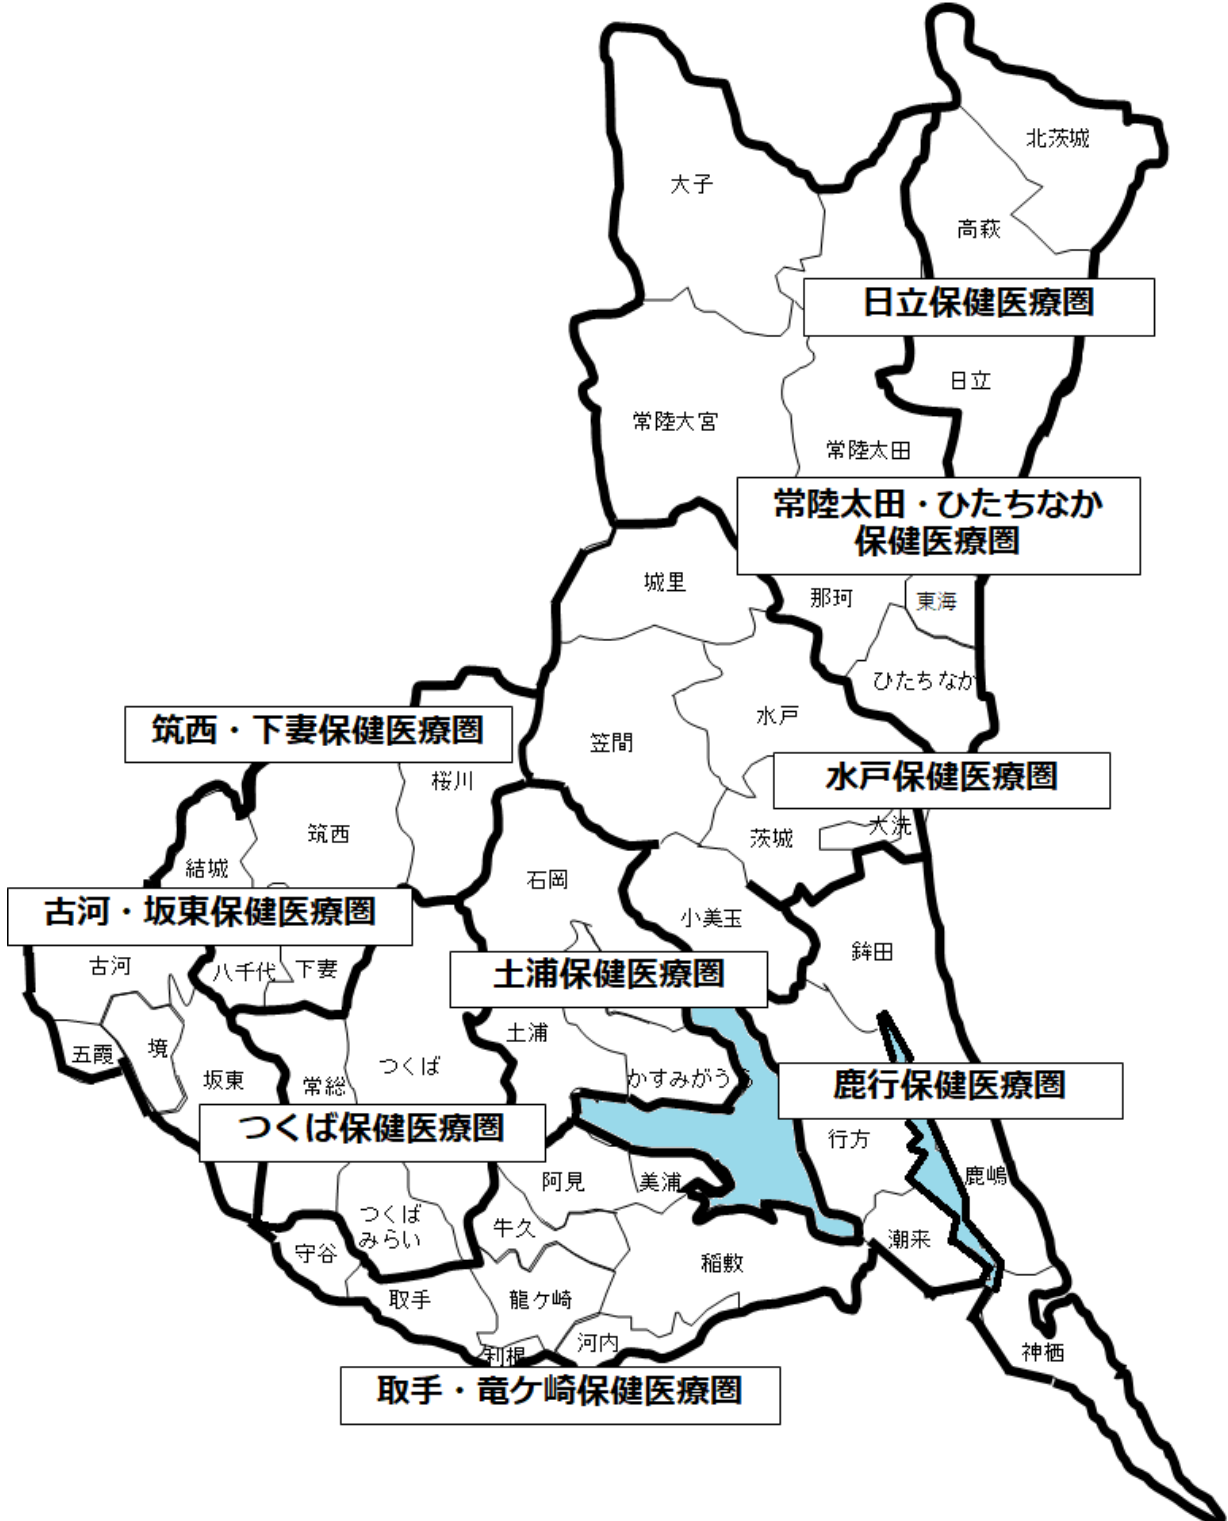 北茨城
大子
高萩
日立保健医療圏
日立
常陸大宮
常陸太田
常陸太田・ひたちなか
保健医療圏
城里
那珂
東海
ひたちなか
水戸
筑西・下妻保健医療圏
笠間
水戸保健医療圏
桜川
筑西
茨城
大洗
結城
石岡
古河・坂東保健医療圏
小美玉
鉾田
古河
八千代
下妻
土浦保健医療圏
土浦
五霞
境
つくば
坂東
常総
かすみがうら
鹿行保健医療圏
つくば保健医療圏
行方
阿見
美浦
鹿嶋
つくば
みらい
牛久
守谷
潮来
稲敷
取手
龍ケ崎
河内
利根
神栖
取手・竜ケ崎保健医療圏